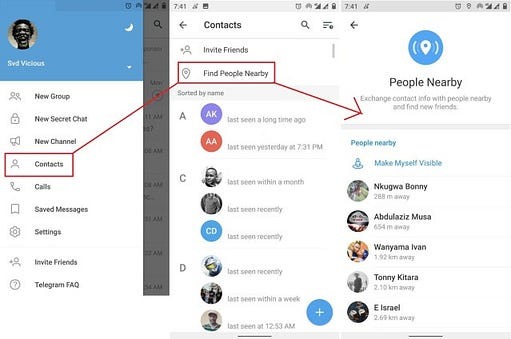 Svd Vicious
New Group
New Secret Chat
New Channel
Contacts
Calls
Saved Messages
Settings
Invite Friends
Telegram FAQ
7:31
Contacts
Invite Friends
Find People Nearby
Sorted by name
A
AK
last seen a long time ago
AA
last seen yesterday at 7:31 PM
C
last seen within a month
last seen recently
CD
last seen recently
D
last seen recently
last seen within a week
last seen at 12:53 AM
7:41
People Nearby
Exchange contact info with people nearby
and find new friends.
People nearby
Make Myself Visible
Nkugwa Bonny
288 m away
Abdulaziz Musa
654 m away
Wanyama Ivan
1.92 km away
Tonny Kitara
2.10 km away
E Israel
2.69 km away